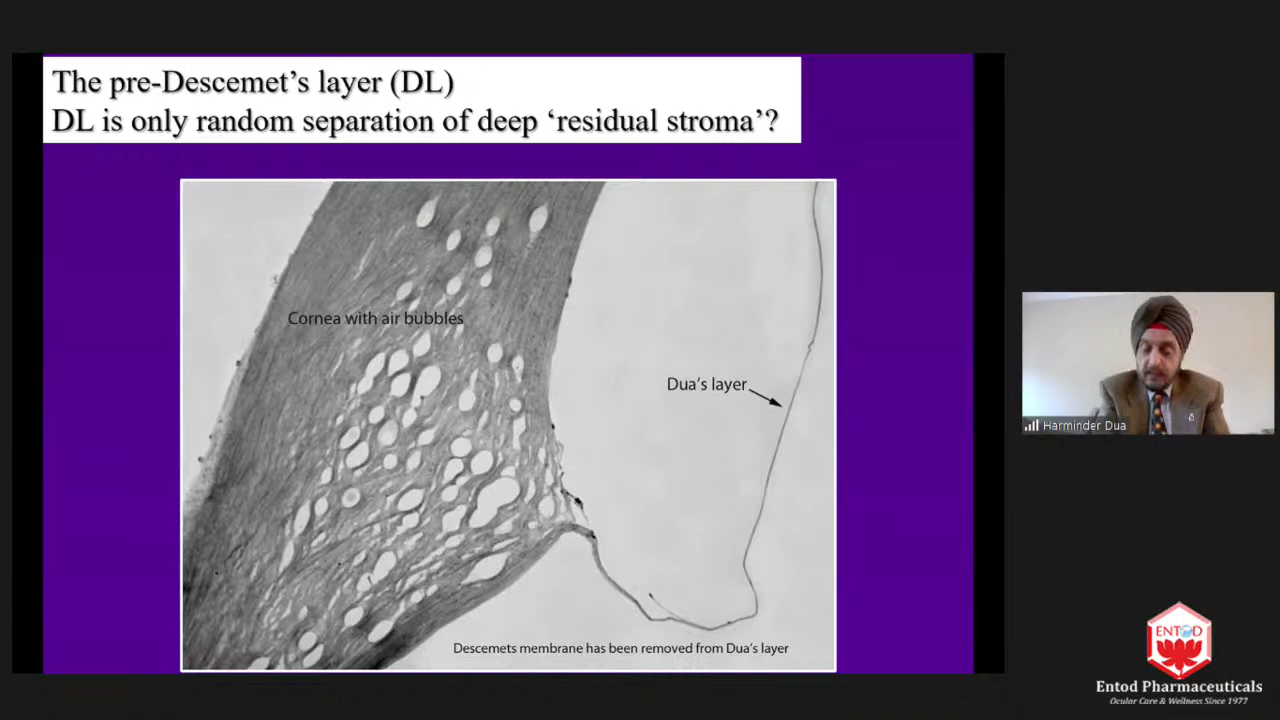 The pre-Descemet's layer (DL)
DL is only random separation of deep ‘residual stroma’?
Cornea with air bubbles
Dua's layer
Descemets membrane has been removed from Dua's layer
Harminder Dua
ENTOD
Entod Pharmaceuticals
Ocular Care & Wellness Since 1977